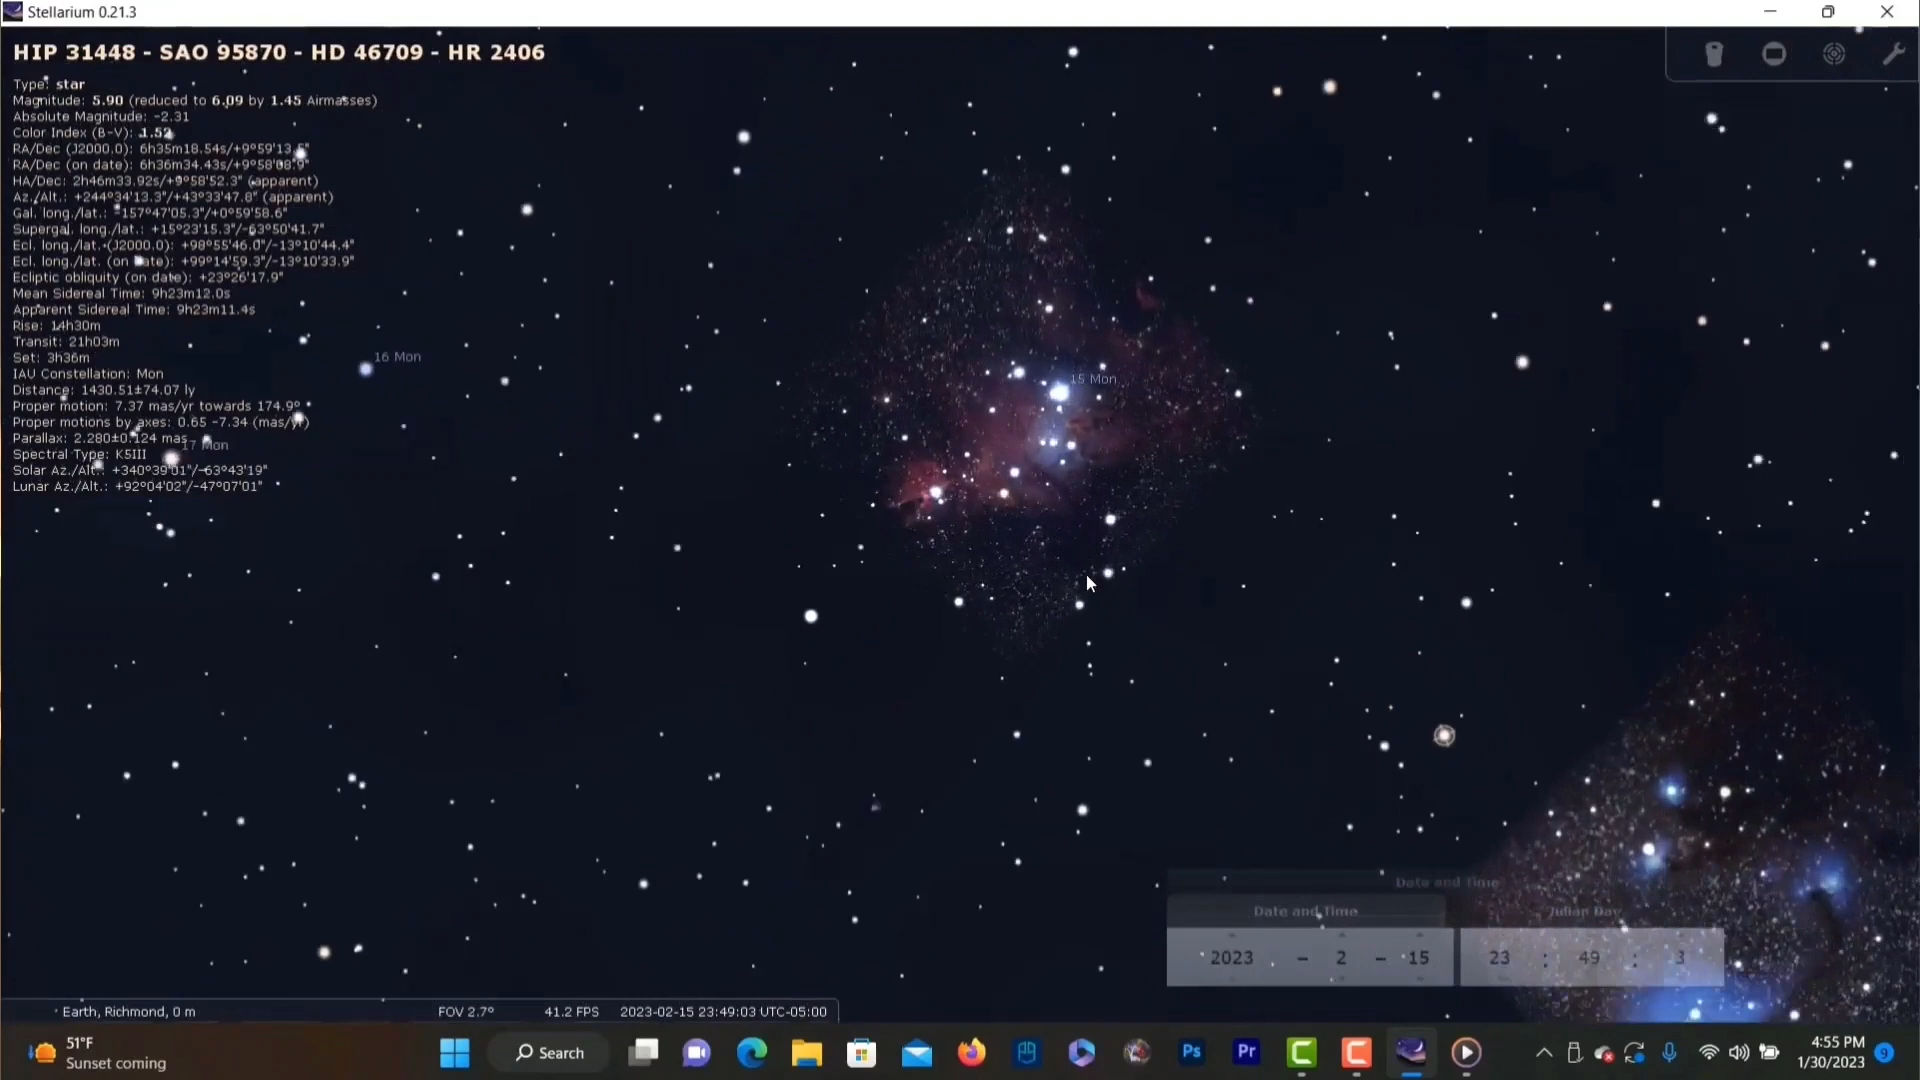 Stellarium 0.21.3
HIP 31448 - SAO 95870 - HD 46709 - HR 2406
Type: star
Magnitude: 5.90 (reduced to 6.09 by 1.45 Airmasses)
Absolute Magnitude: -2.31
Color Index (B-V): 1.52
RA/Dec (J2000.0): 6h35m18.54s/+9°59'13.5"
RA/Dec (on date): 6h36m34.43s/+9°58'08.9"
HA/Dec: 2h46m33.92s/+9°58'52.3" (apparent)
Az./Alt.: +244°34'13.3"/+43°33'47.8" (apparent)
Gal. long./lat.: -157°47'05.3"/+0°59'58.6"
Supergal. long./lat.: +15°23'15.3"/-63°50'41.7"
Ecl. long./lat. (J2000.0): +98°55'46.0"/-13°10'44.4"
Ecl. long./lat. (on date): +99°14'59.3"/-13°10'33.9"
Ecliptic obliquity (on date): +23°26'17.9"
Mean Sidereal Time: 9h23m12.0s
Apparent Sidereal Time: 9h23m11.4s
Rise: 14h30m
Transit: 21h03m
Set: 3h36m
IAU Constellation: Mon
Distance: 1430.51±74.07 ly
Proper motion: 7.37 mas/yr towards 174.9°
Proper motions by axes: 0.65 -7.34 (mas/yr)
Parallax: 2.280±0.124 mas
Spectral Type: K5III
Solar Az./Alt.: +340°39'01"/-63°43'19"
Lunar Az./Alt.: +92°04'02"/-47°07'01"
16 Mon
15 Mon
17 Mon
Date and Time
Date and Time Julian Day
2023 - 2 - 15 23 : 49 : 3
Earth, Richmond, 0 m FOV 2.7° 41.2 FPS 2023-02-15 23:49:03 UTC-05:00
51°F
Sunset coming
Search
Ps
Pr
4:55 PM
1/30/2023
9